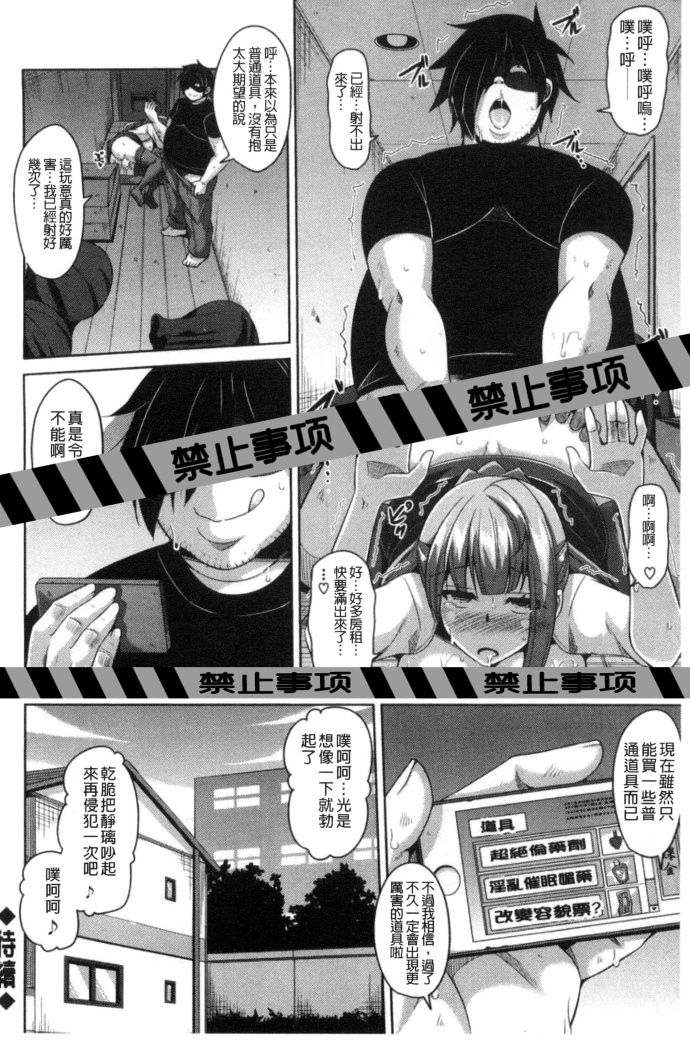 噗呼…噗呼嗚
噗…呼──
已經…射不出
來了…
呼…本來以為只是
普通道具，沒有抱
太大期望的說
這玩意真的好厲
害…我已經射好
幾次了…
真是令
不能啊
禁止事项
禁止事项
啊…啊啊…
♡
好…好多房租…
快要滿出來了…
…♡
禁止事项
禁止事项
現在雖然只
能買一些普
通道具而已
道具
超絕倫藥劑
淫亂催眠媚藥
改變容貌票?
不過我相信，過了
不久一定會出現更
厲害的道具啦
噗呵呵…光是
想像一下就勃
起了
乾脆把靜璃吵起
來再侵犯一次吧♪
噗呵呵♪
◆待續◆